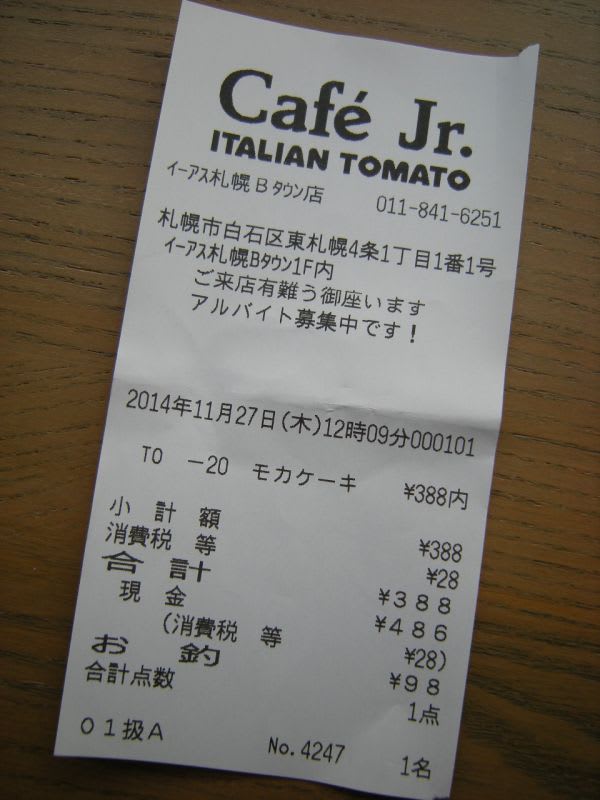 Café Jr.
ITALIAN TOMATO
イーアス札幌Bタウン店 011-841-6251
札幌市白石区東札幌4条1丁目1番1号
イーアス札幌Bタウン1F内
ご来店有難う御座います
アルバイト募集中です!
2014年11月27日(木)12時09分000101
TO -20 モカケーキ ¥388内
小計額 ¥388
消費税等 ¥28
合計 ¥388
現金 ¥486
(消費税等 ¥28)
お釣 ¥98
合計点数 1点
01扱A No.4247 1名